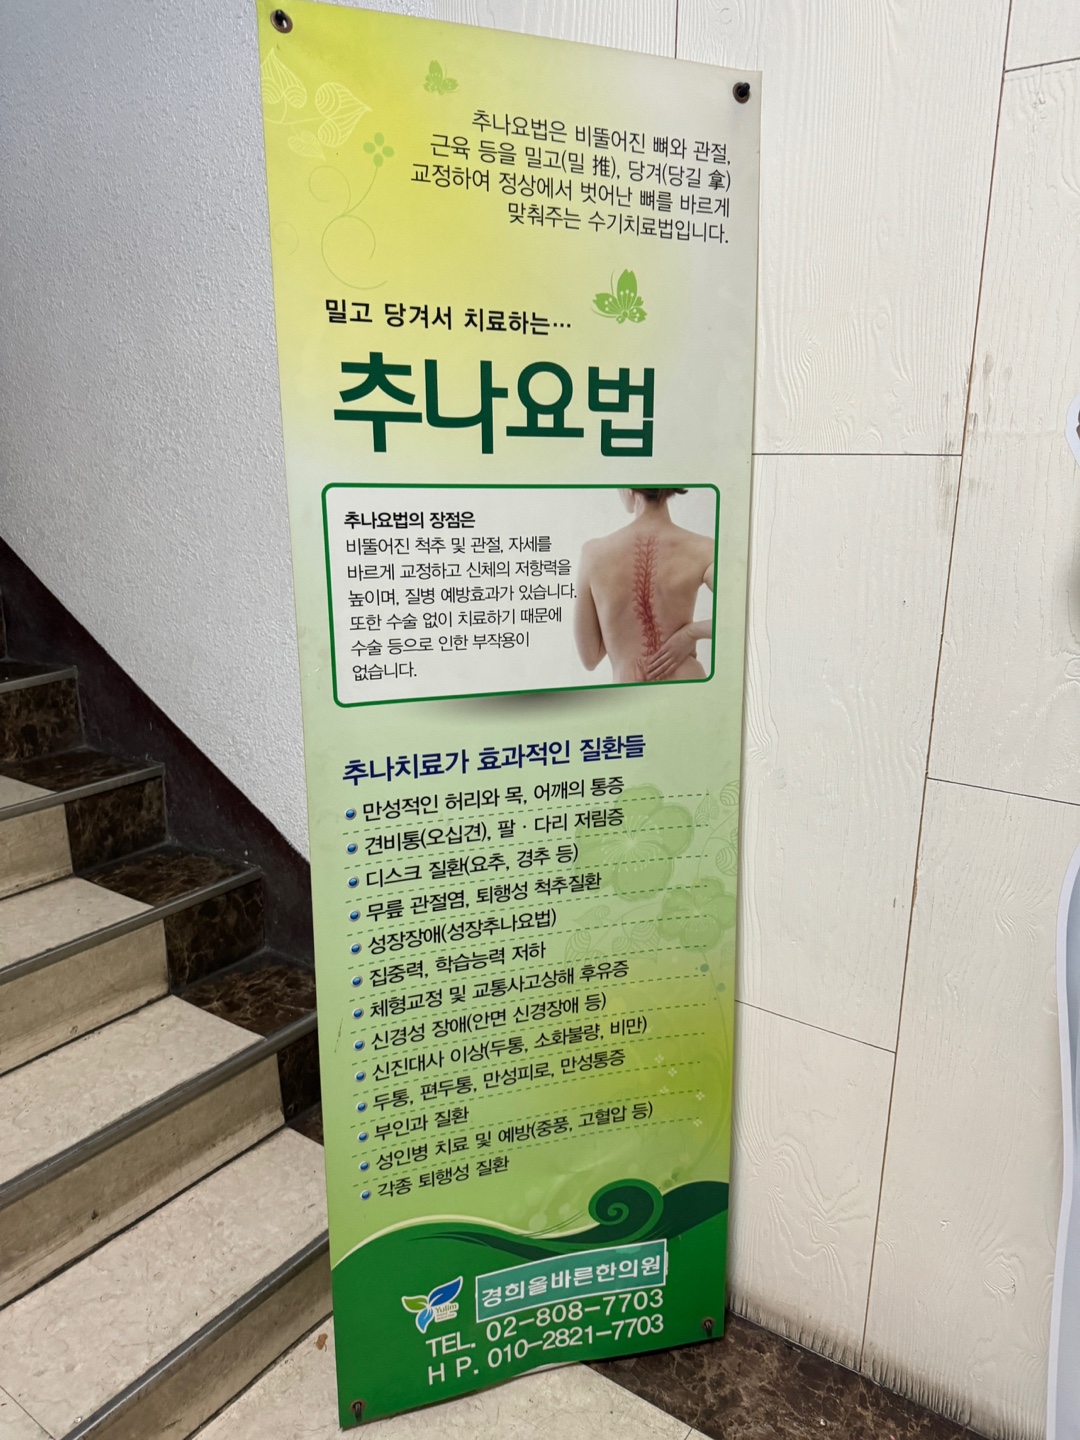 추나요법은 비뚤어진 뼈와 관절,
근육 등을 밀고(밀 推), 당겨(당길 拿)
교정하여 정상에서 벗어난 뼈를 바르게
맞춰주는 수기치료법입니다.
밀고 당겨서 치료하는…
추나요법
추나요법의 장점은
비뚤어진 척추 및 관절, 자세를
바르게 교정하고 신체의 저항력을
높이며, 질병 예방효과가 있습니다.
또한 수술 없이 치료하기 때문에
수술 등으로 인한 부작용이
없습니다.
추나치료가 효과적인 질환들
만성적인 허리와 목, 어깨의 통증
견비통(오십견), 팔·다리 저림증
디스크 질환(요추, 경추 등)
무릎 관절염, 퇴행성 척추질환
성장장애(성장추나요법)
집중력, 학습능력 저하
체형교정 및 교통사고상해 후유증
신경성 장애(안면 신경장애 등)
신진대사 이상(두통, 소화불량, 비만)
두통, 편두통, 만성피로, 만성통증
부인과 질환
성인병 치료 및 예방(중풍, 고혈압 등)
각종 퇴행성 질환
Yulim
경희올바른한의원
TEL. 02-808-7703
H P. 010-2821-7703